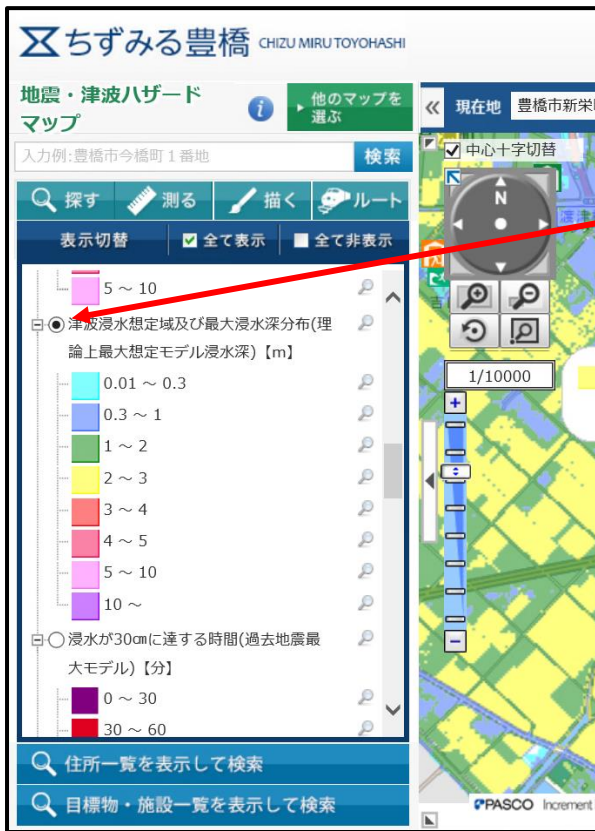 ちずみる豊橋 CHIZU MIRU TOYOHASHI
地震・津波ハザード
マップ
他のマップを
選ぶ
入力例:豊橋市今橋町1番地
検索
探す 測る 描く ルート
表示切替 全て表示 全て非表示
5 ~ 10
津波浸水想定域及び最大浸水深分布(理
論上最大想定モデル浸水深)【m】
0.01 ~ 0.3
0.3 ~ 1
1 ~ 2
2 ~ 3
3 ~ 4
4 ~ 5
5 ~ 10
10 ~
浸水が30㎝に達する時間(過去地震最
大モデル)【分】
0 ~ 30
30 ~ 60
住所一覧を表示して検索
目標物・施設一覧を表示して検索
現在地 豊橋市新栄
中心十字切替
N
1/10000
PASCO Increment